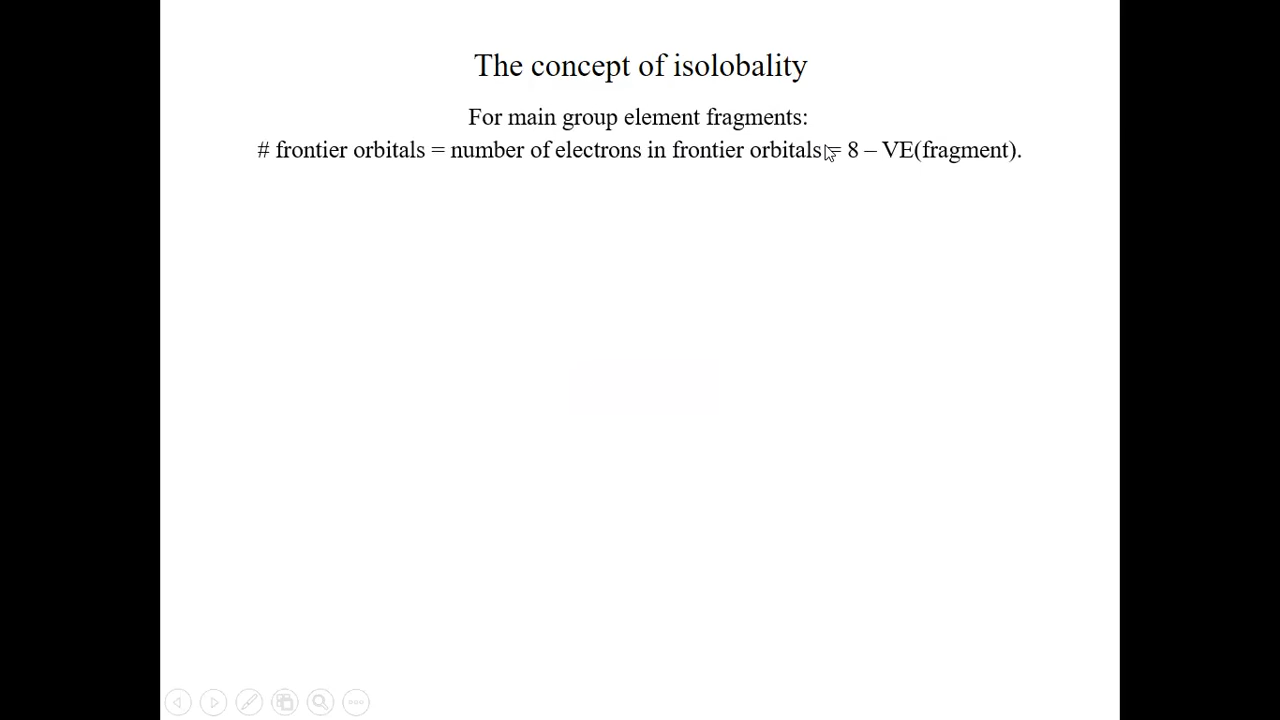 The concept of isolobality
For main group element fragments:
# frontier orbitals = number of electrons in frontier orbitals = 8 – VE(fragment).